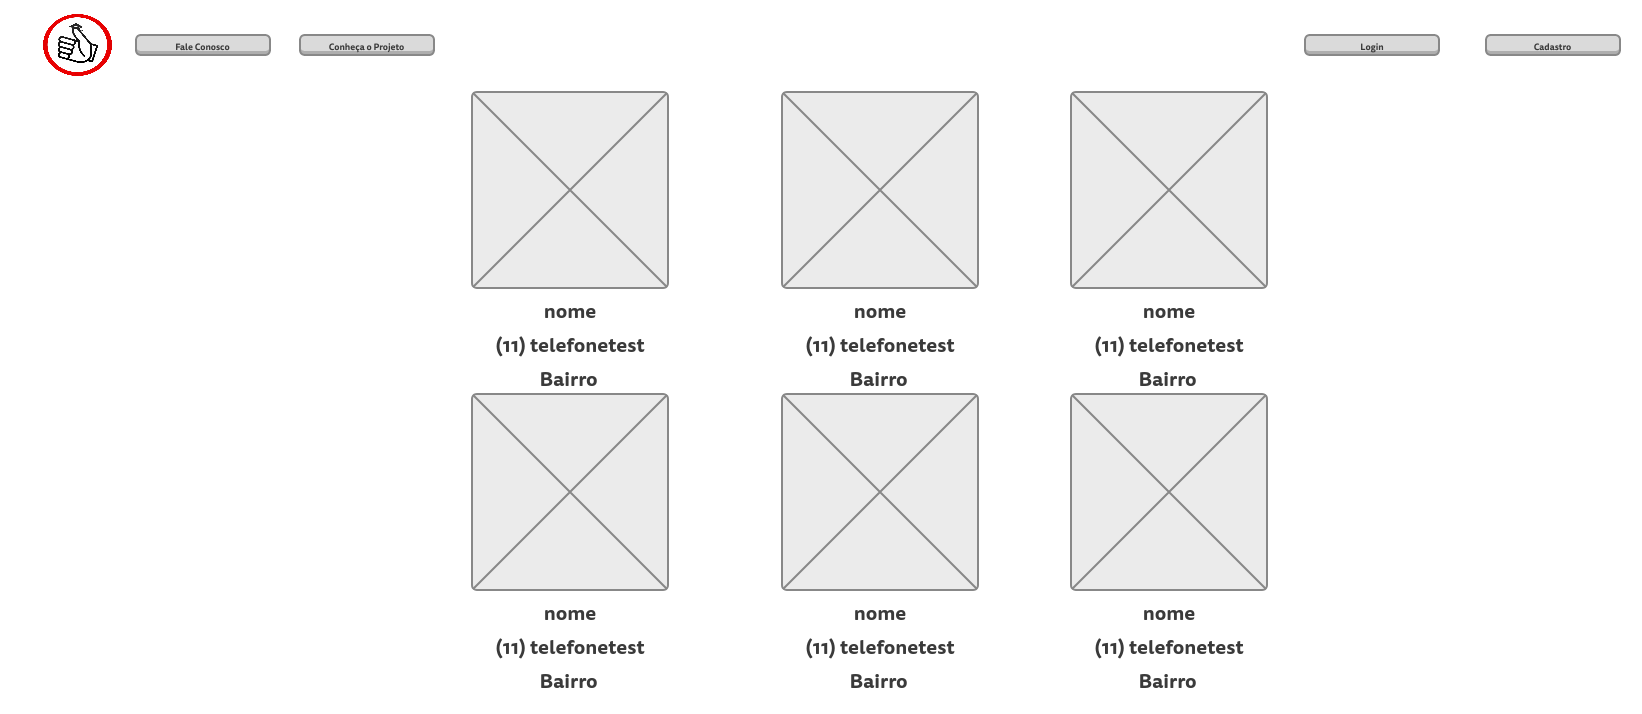 Fale Conosco
Conheça o Projeto
Login
Cadastro
nome
nome
nome
(11) telefonetest
(11) telefonetest
(11) telefonetest
Bairro
Bairro
Bairro
nome
nome
nome
(11) telefonetest
(11) telefonetest
(11) telefonetest
Bairro
Bairro
Bairro